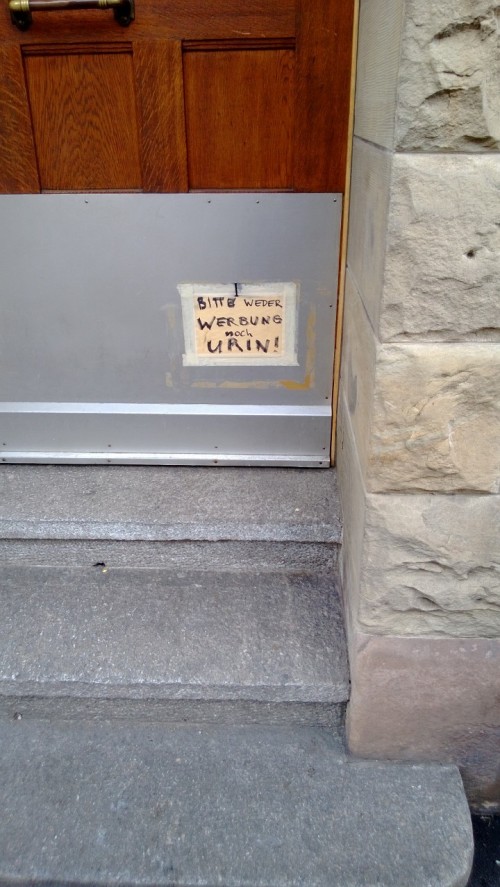 BITTE WEDER
WERBUNG
noch
URIN!